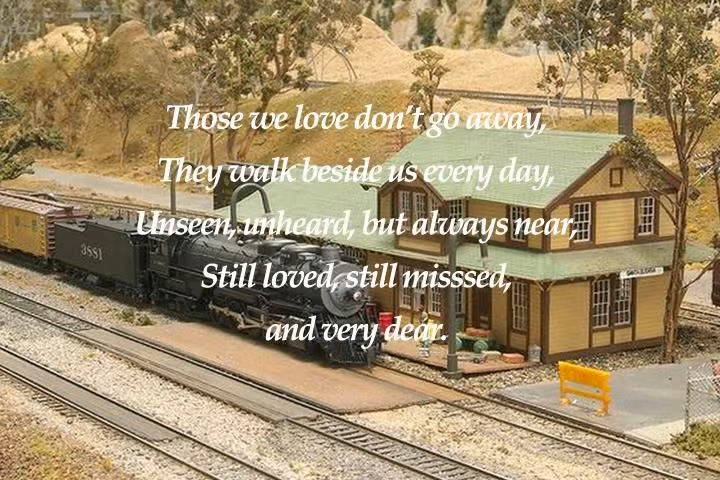 Those we love don't go away,
They walk beside us every day,
Unseen, unheard, but always near,
Still loved, still misssed,
and very dear.
3881